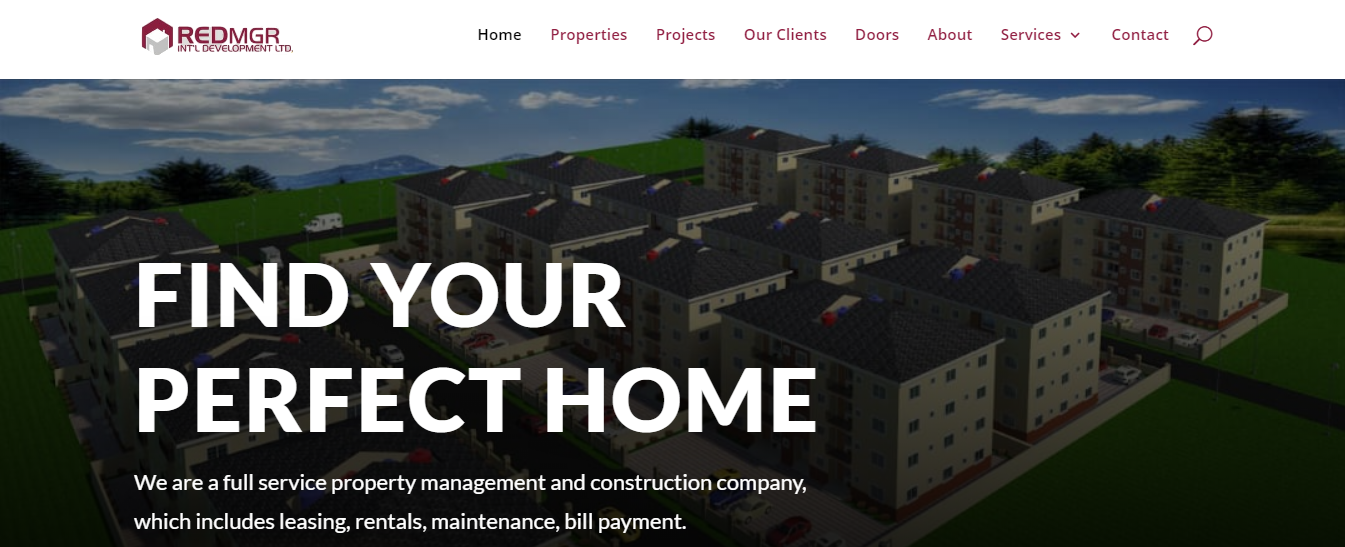 REDMGR
INT'L DEVELOPMENT LTD.
Home Properties Projects Our Clients Doors About Services Contact
FIND YOUR
PERFECT HOME
We are a full service property management and construction company,
which includes leasing, rentals, maintenance, bill payment.